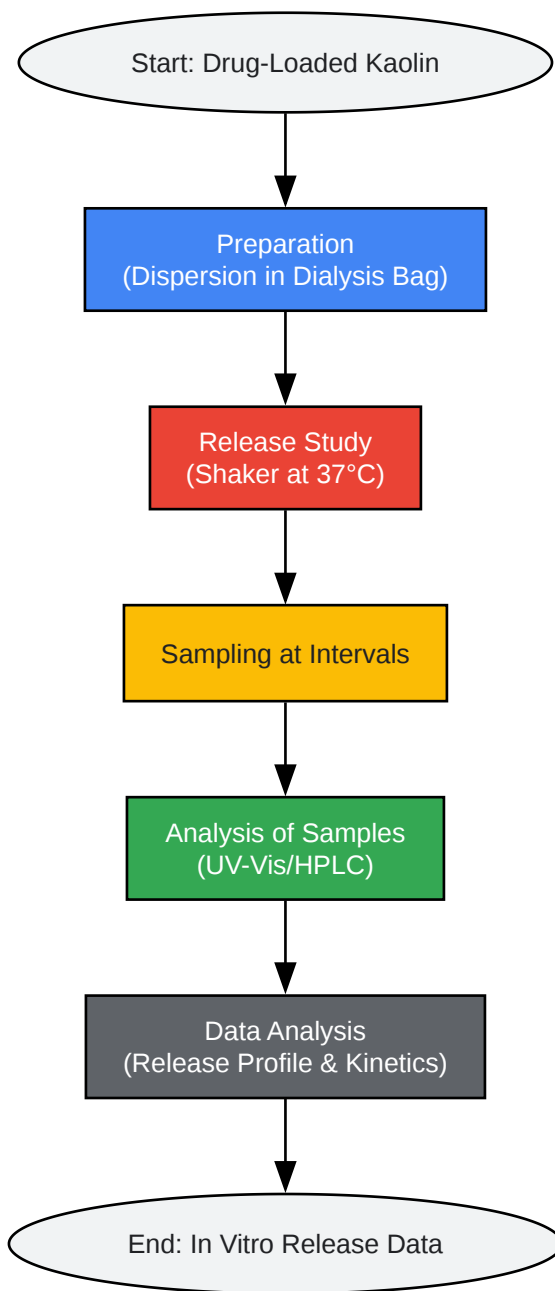 Start: Drug-Loaded Kaolin
Preparation
(Dispersion in Dialysis Bag)
Release Study
(Shaker at 37°C)
Sampling at Intervals
Analysis of Samples
(UV-Vis/HPLC)
Data Analysis
(Release Profile & Kinetics)
End: In Vitro Release Data